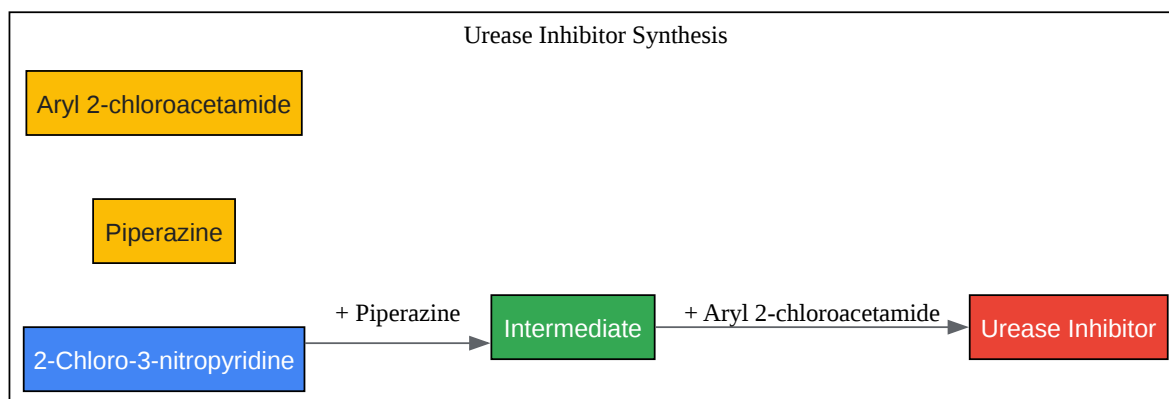 Urease Inhibitor Synthesis
Aryl 2-chloroacetamide
Piperazine
2-Chloro-3-nitropyridine
+ Piperazine
Intermediate
+ Aryl 2-chloroacetamide
Urease Inhibitor